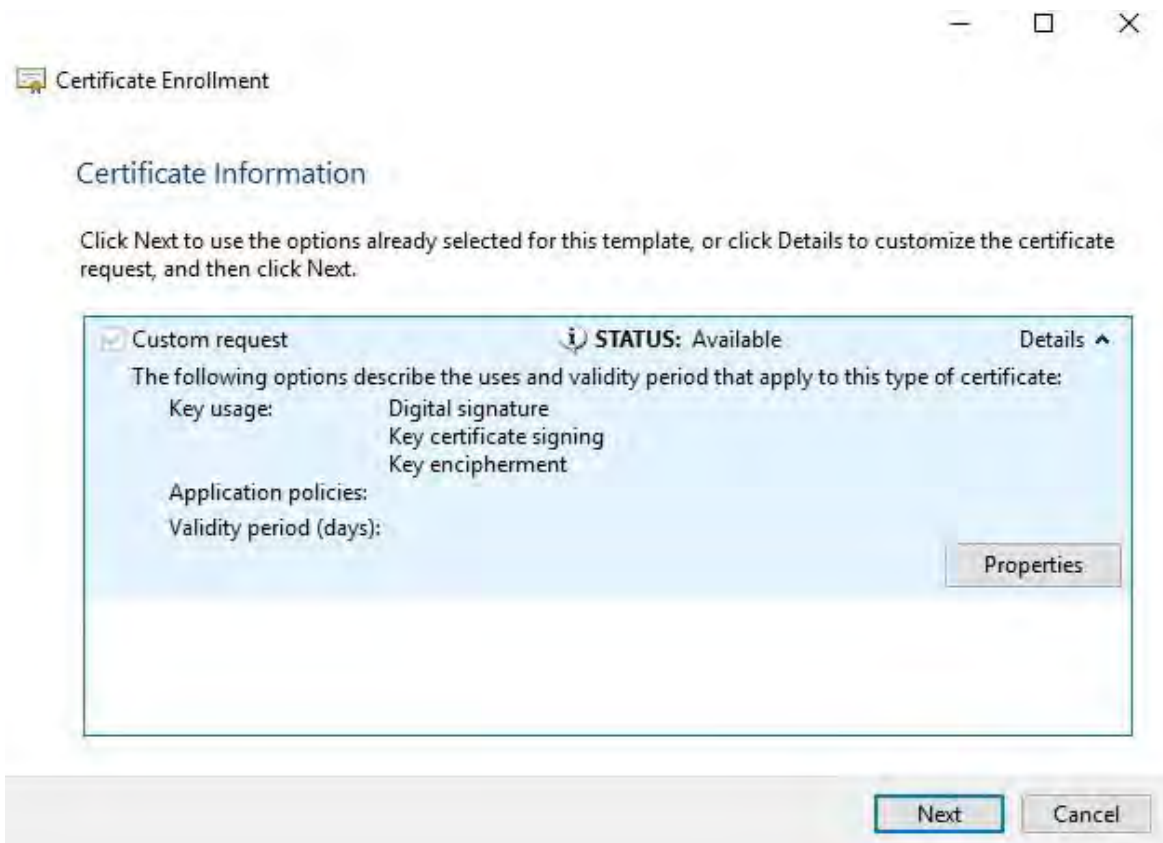 Certificate Enrollment
Certificate Information
Click Next to use the options already selected for this template, or click Details to customize the certificate
request, and then click Next.
Custom request STATUS: Available Details
The following options describe the uses and validity period that apply to this type of certificate:
Key usage: Digital signature
Key certificate signing
Key encipherment
Application policies:
Validity period (days):
Properties
Next Cancel